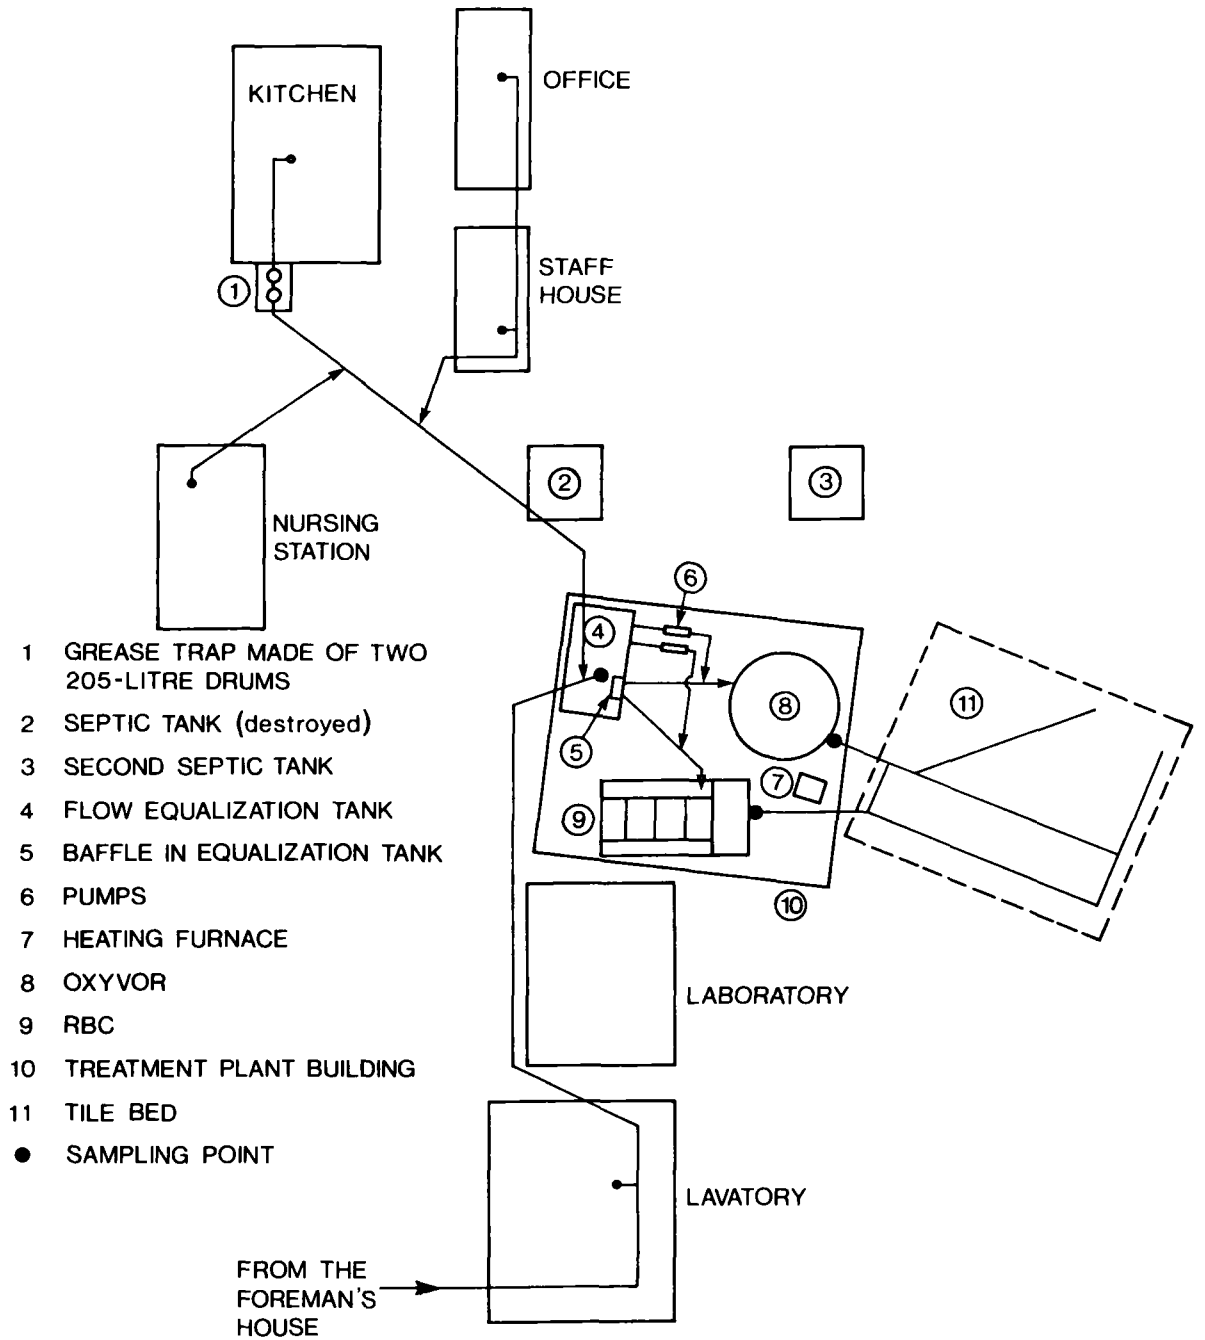 OFFICE
KITCHEN
STAFF
HOUSE
1
2
3
NURSING
STATION
6
4
11
8
5
7
9
10
1 GREASE TRAP MADE OF TWO
205-LITRE DRUMS
2 SEPTIC TANK (destroyed)
3 SECOND SEPTIC TANK
4 FLOW EQUALIZATION TANK
5 BAFFLE IN EQUALIZATION TANK
6 PUMPS
7 HEATING FURNACE
8 OXYVOR
9 RBC
10 TREATMENT PLANT BUILDING
11 TILE BED
● SAMPLING POINT
LABORATORY
LAVATORY
FROM THE
FOREMAN'S
HOUSE